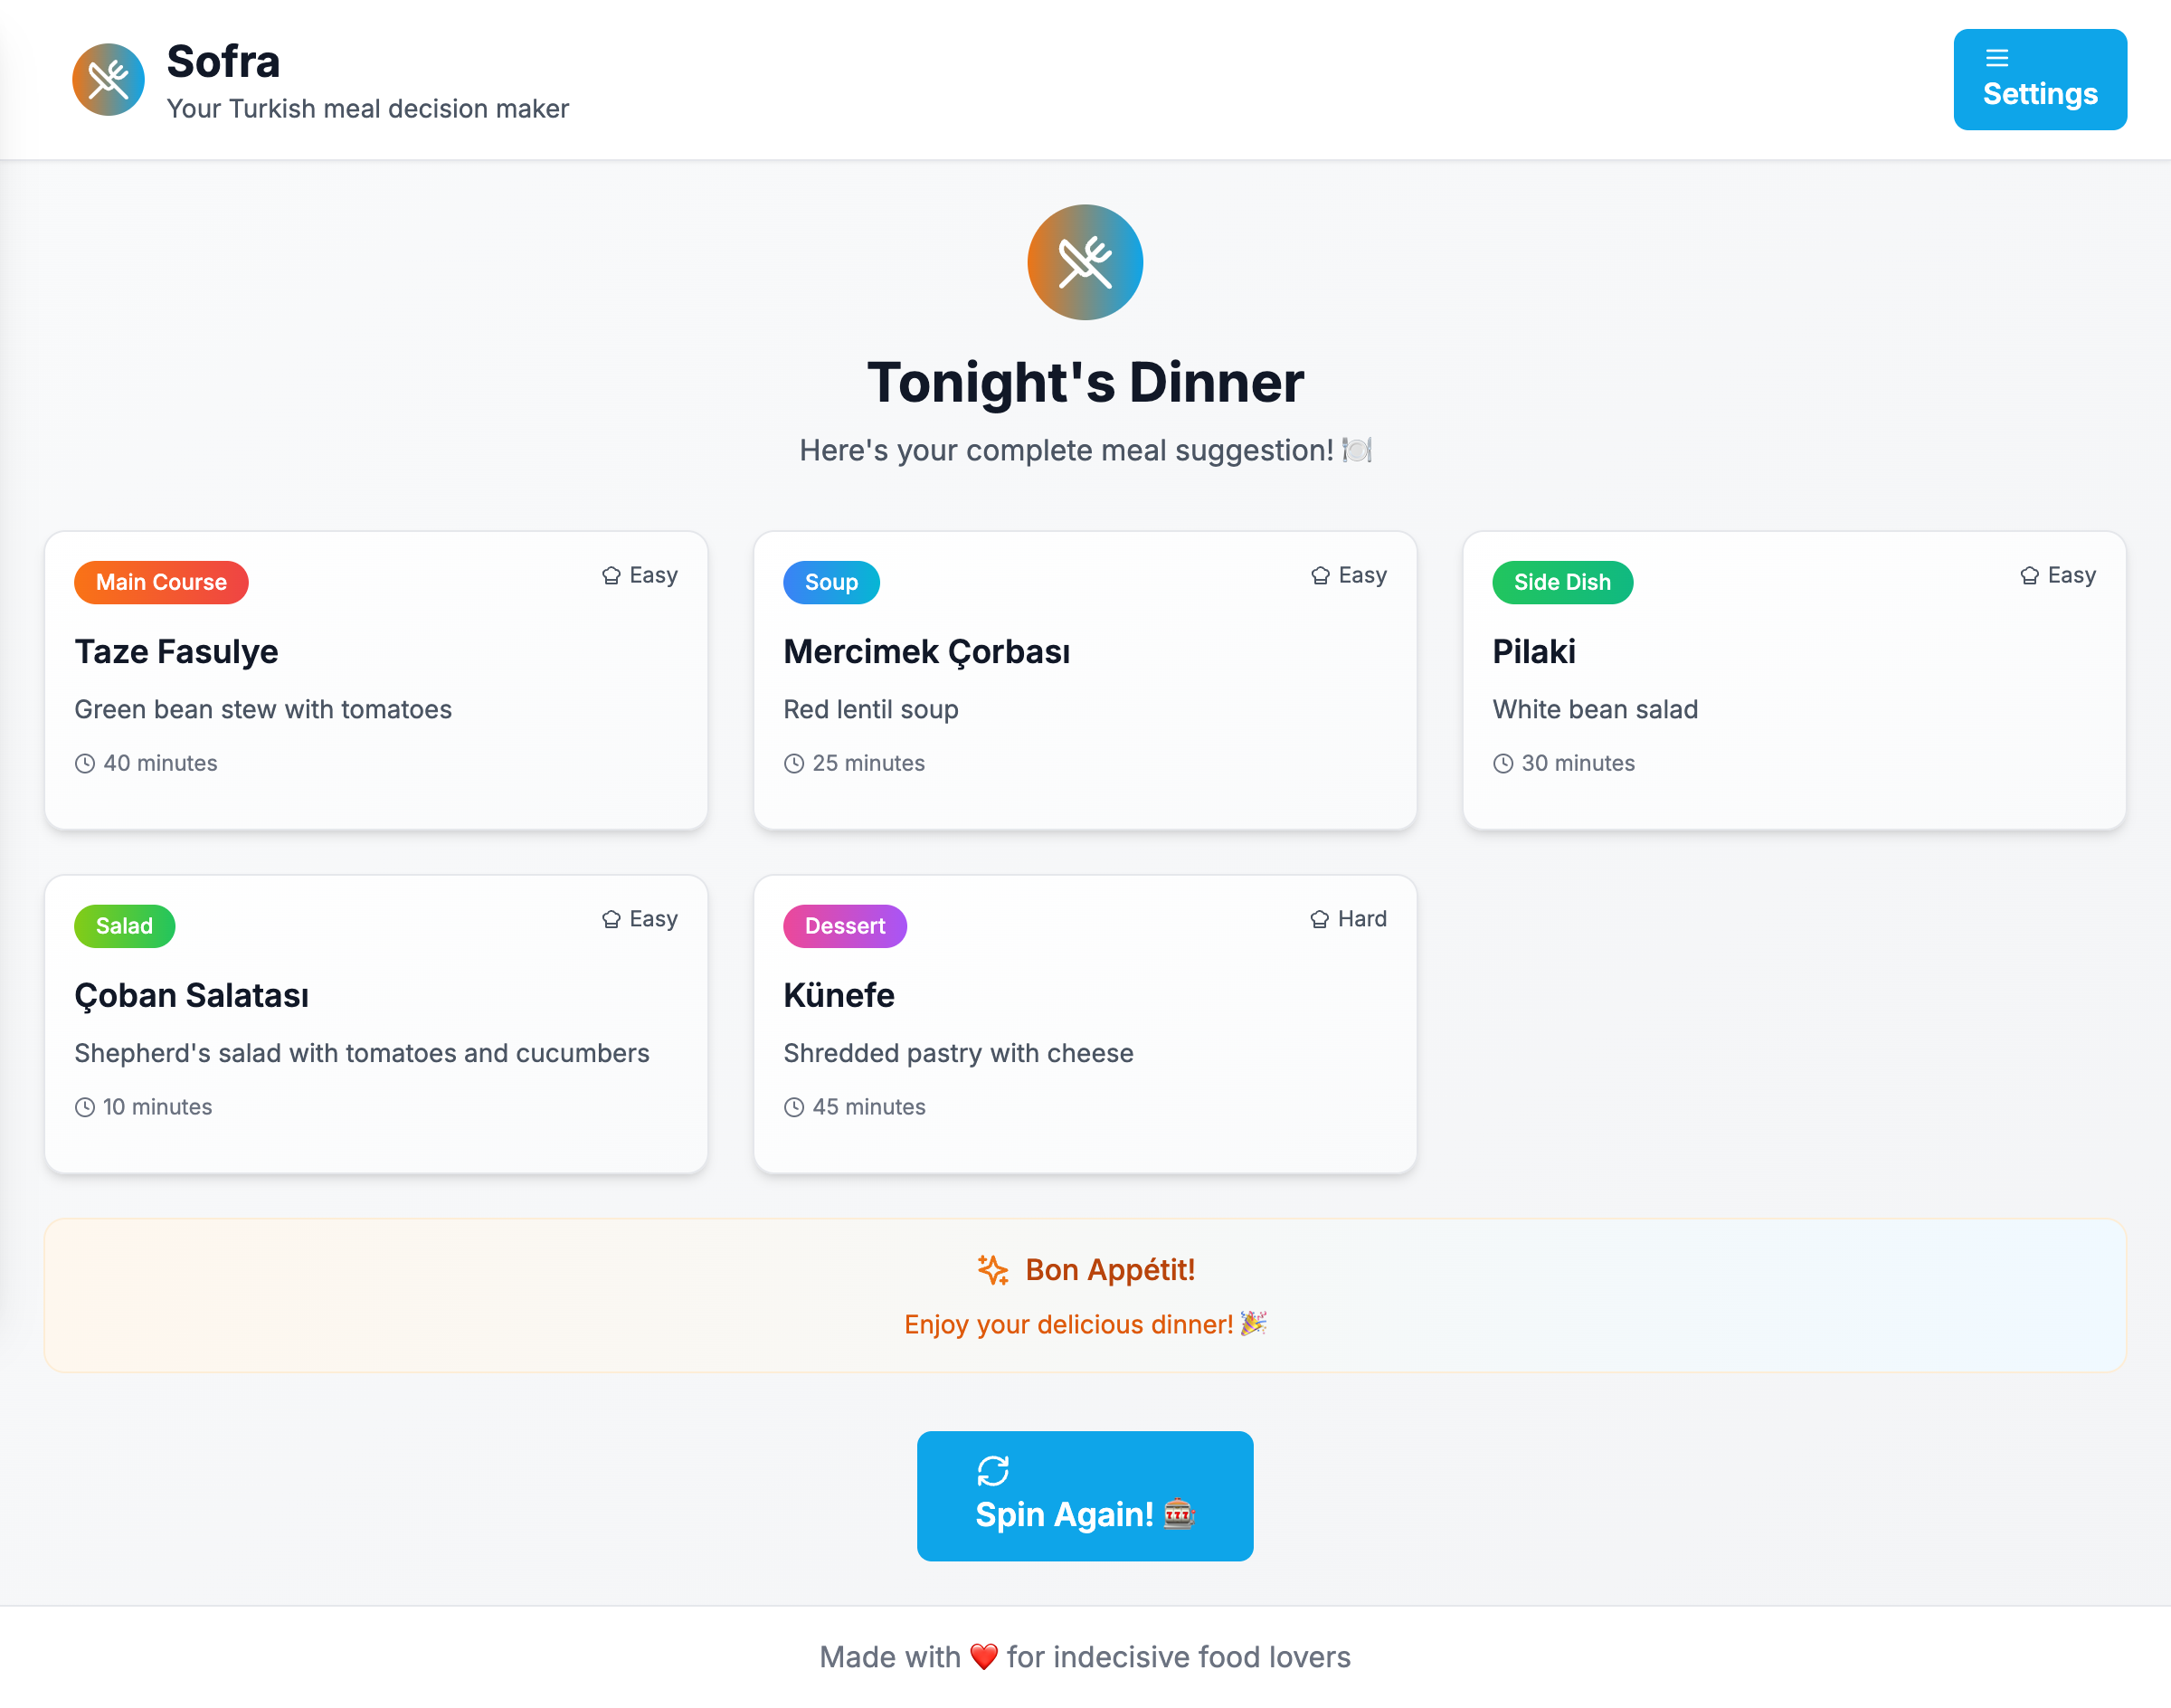 Sofra
Your Turkish meal decision maker
Settings
Tonight's Dinner
Here's your complete meal suggestion! 🍽️
Main Course
Easy
Taze Fasulye
Green bean stew with tomatoes
40 minutes
Soup
Easy
Mercimek Çorbası
Red lentil soup
25 minutes
Side Dish
Easy
Pilaki
White bean salad
30 minutes
Salad
Easy
Çoban Salatası
Shepherd's salad with tomatoes and cucumbers
10 minutes
Dessert
Hard
Künefe
Shredded pastry with cheese
45 minutes
Bon Appétit!
Enjoy your delicious dinner! 🎉
Spin Again! 🎰
Made with ❤️ for indecisive food lovers